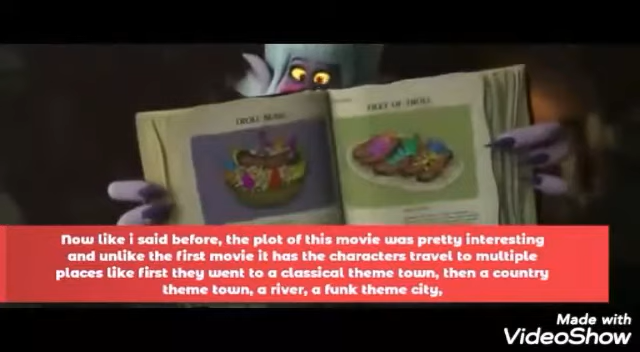 TROLL
FILET OF TROLL
Now like i said before, the plot of this movie was pretty interesting
and unlike the first movie it has the characters travel to multiple
places like first they went to a classical theme town, then a country
theme town, a river, a funk theme city,
Made with
VideoShow